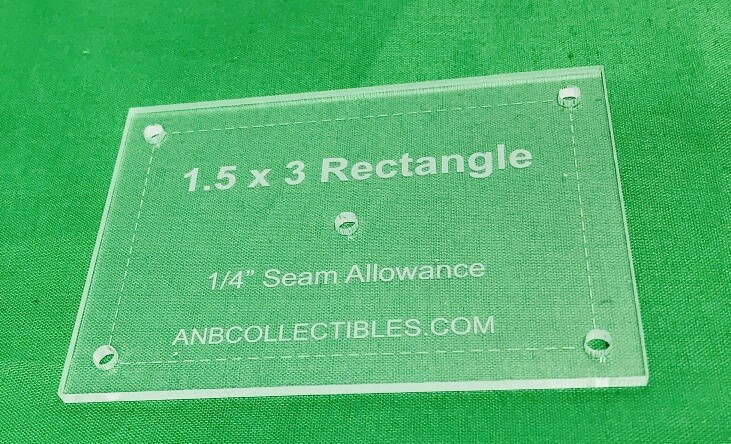 1.5 x 3 Rectangle
1/4” Seam Allowance
ANBCOLLECTIBLES.COM